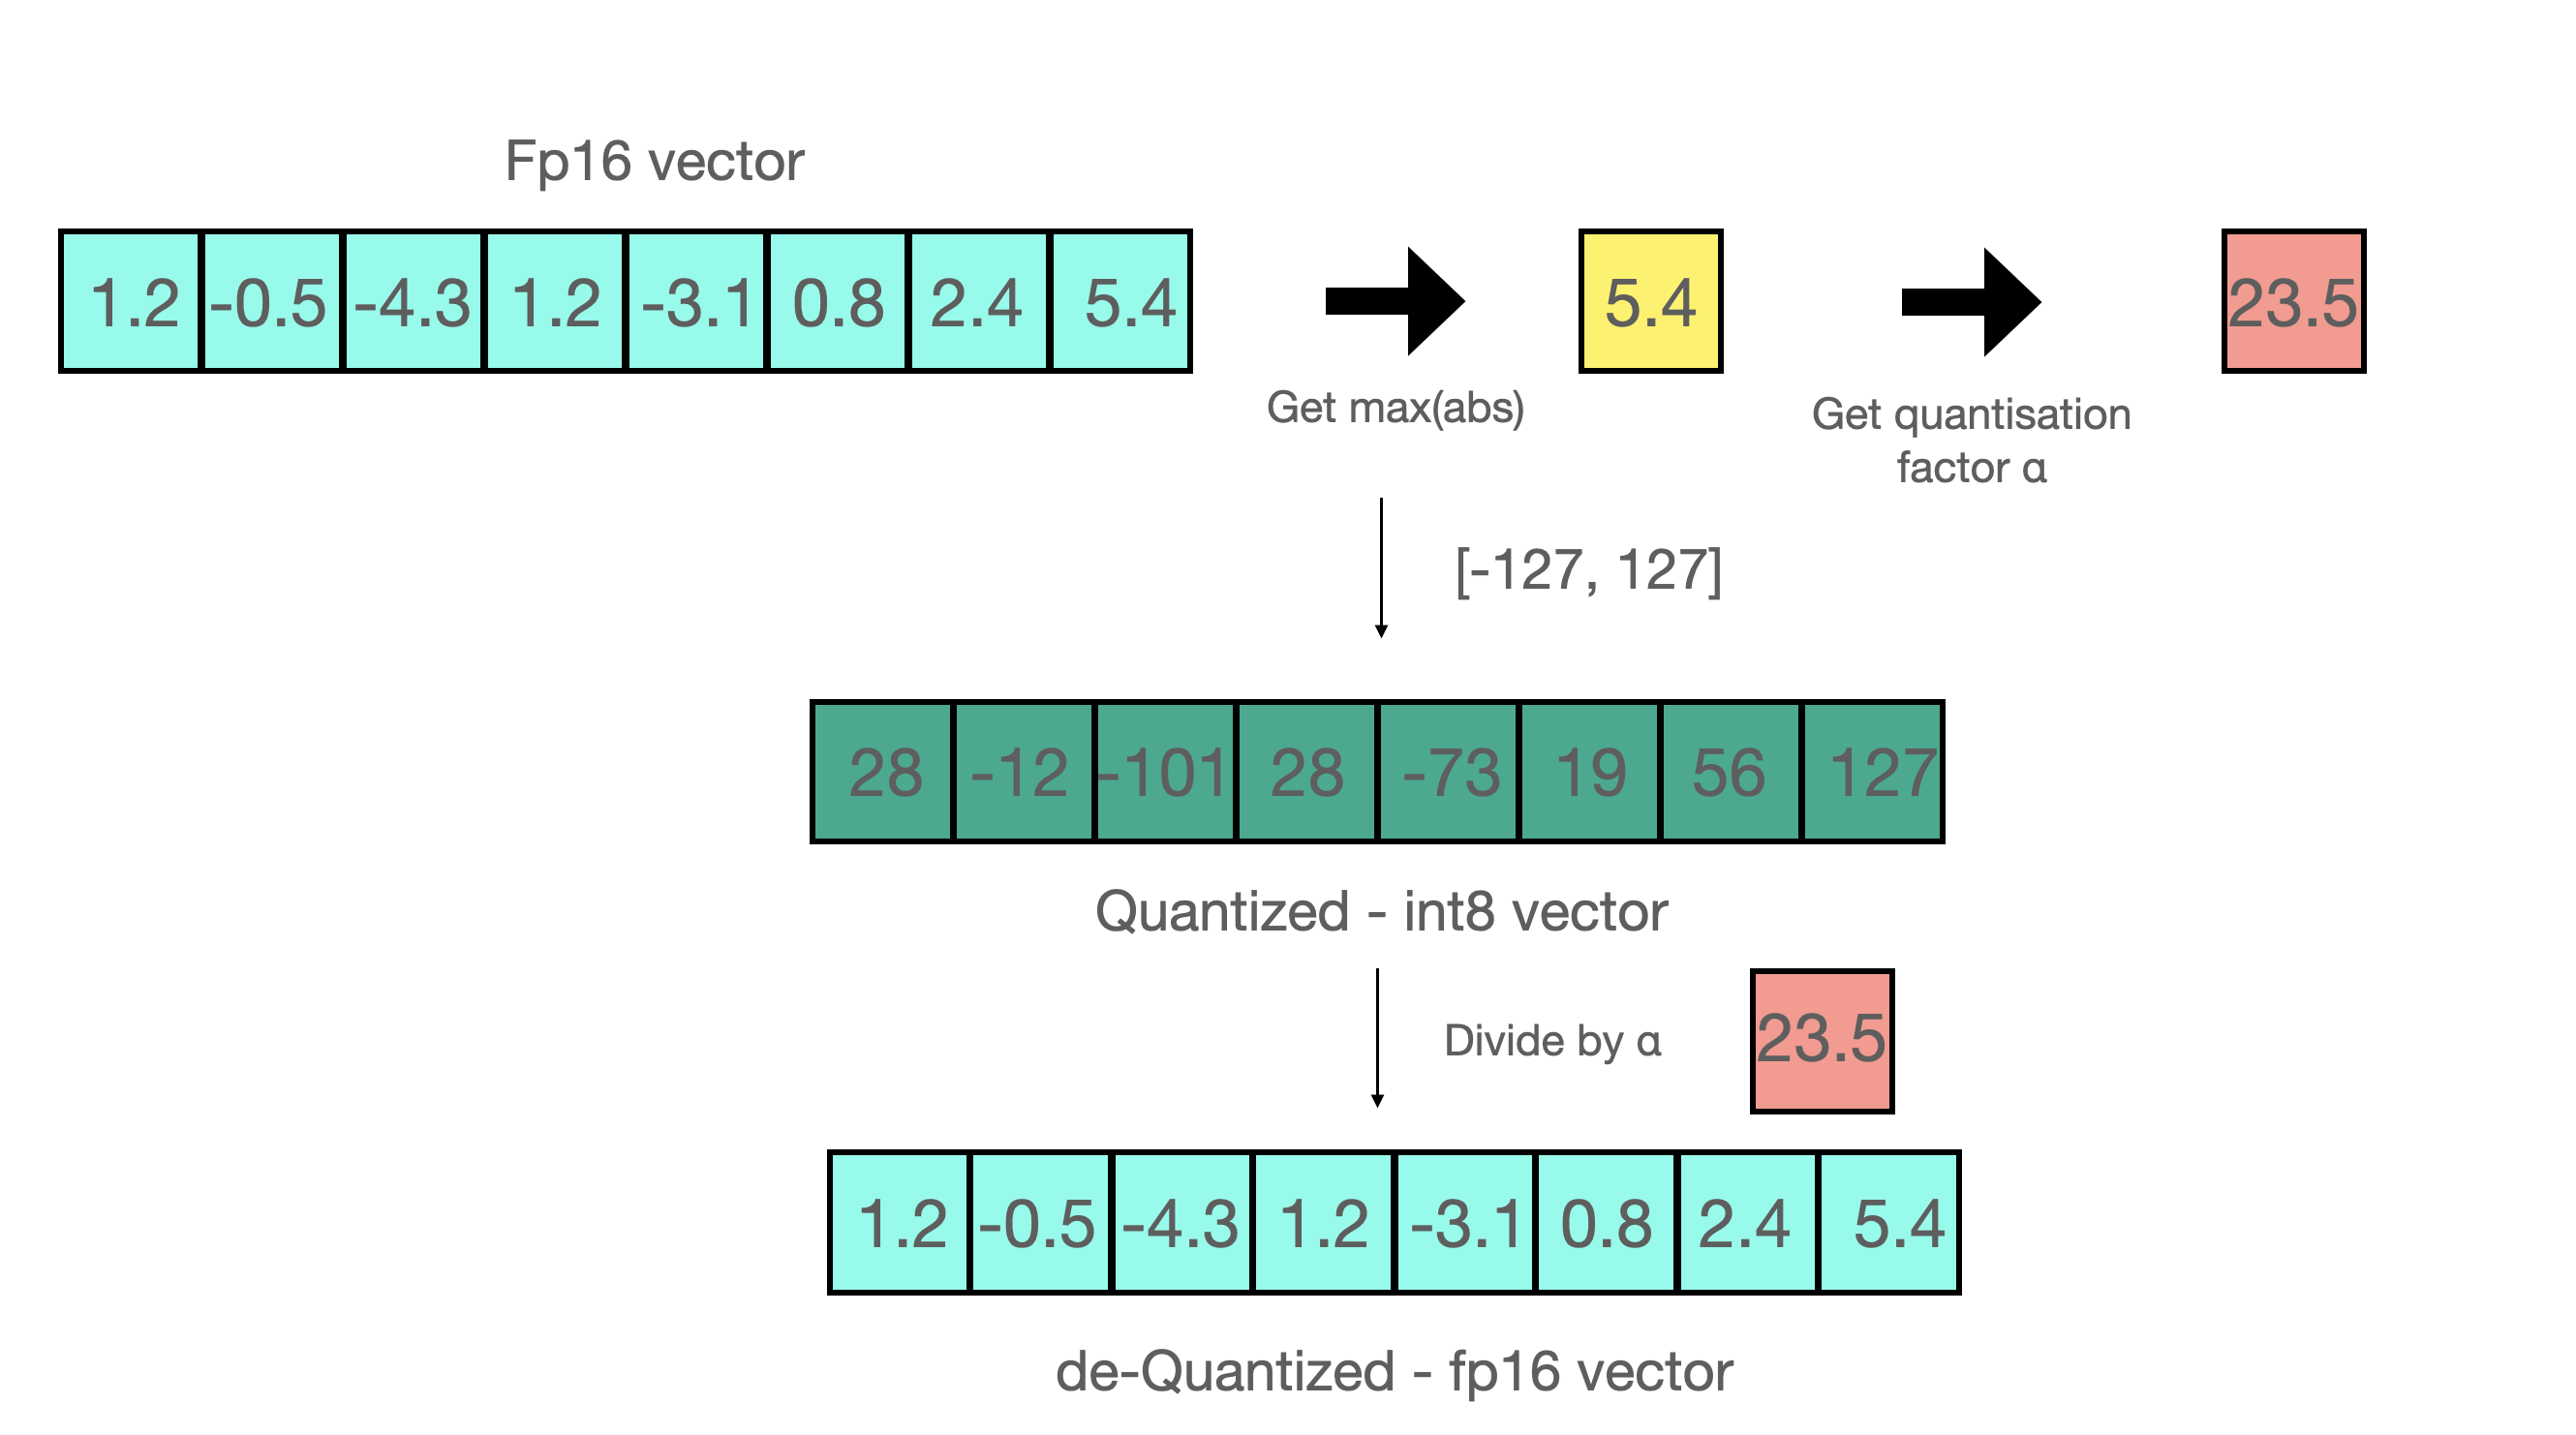 Fp16 vector
1.2 -0.5 -4.3 1.2 -3.1 0.8 2.4 5.4
5.4
23.5
Get max(abs)
Get quantisation
factor α
[-127, 127]
28 -12 -101 28 -73 19 56 127
Quantized - int8 vector
Divide by α
23.5
1.2 -0.5 -4.3 1.2 -3.1 0.8 2.4 5.4
de-Quantized - fp16 vector